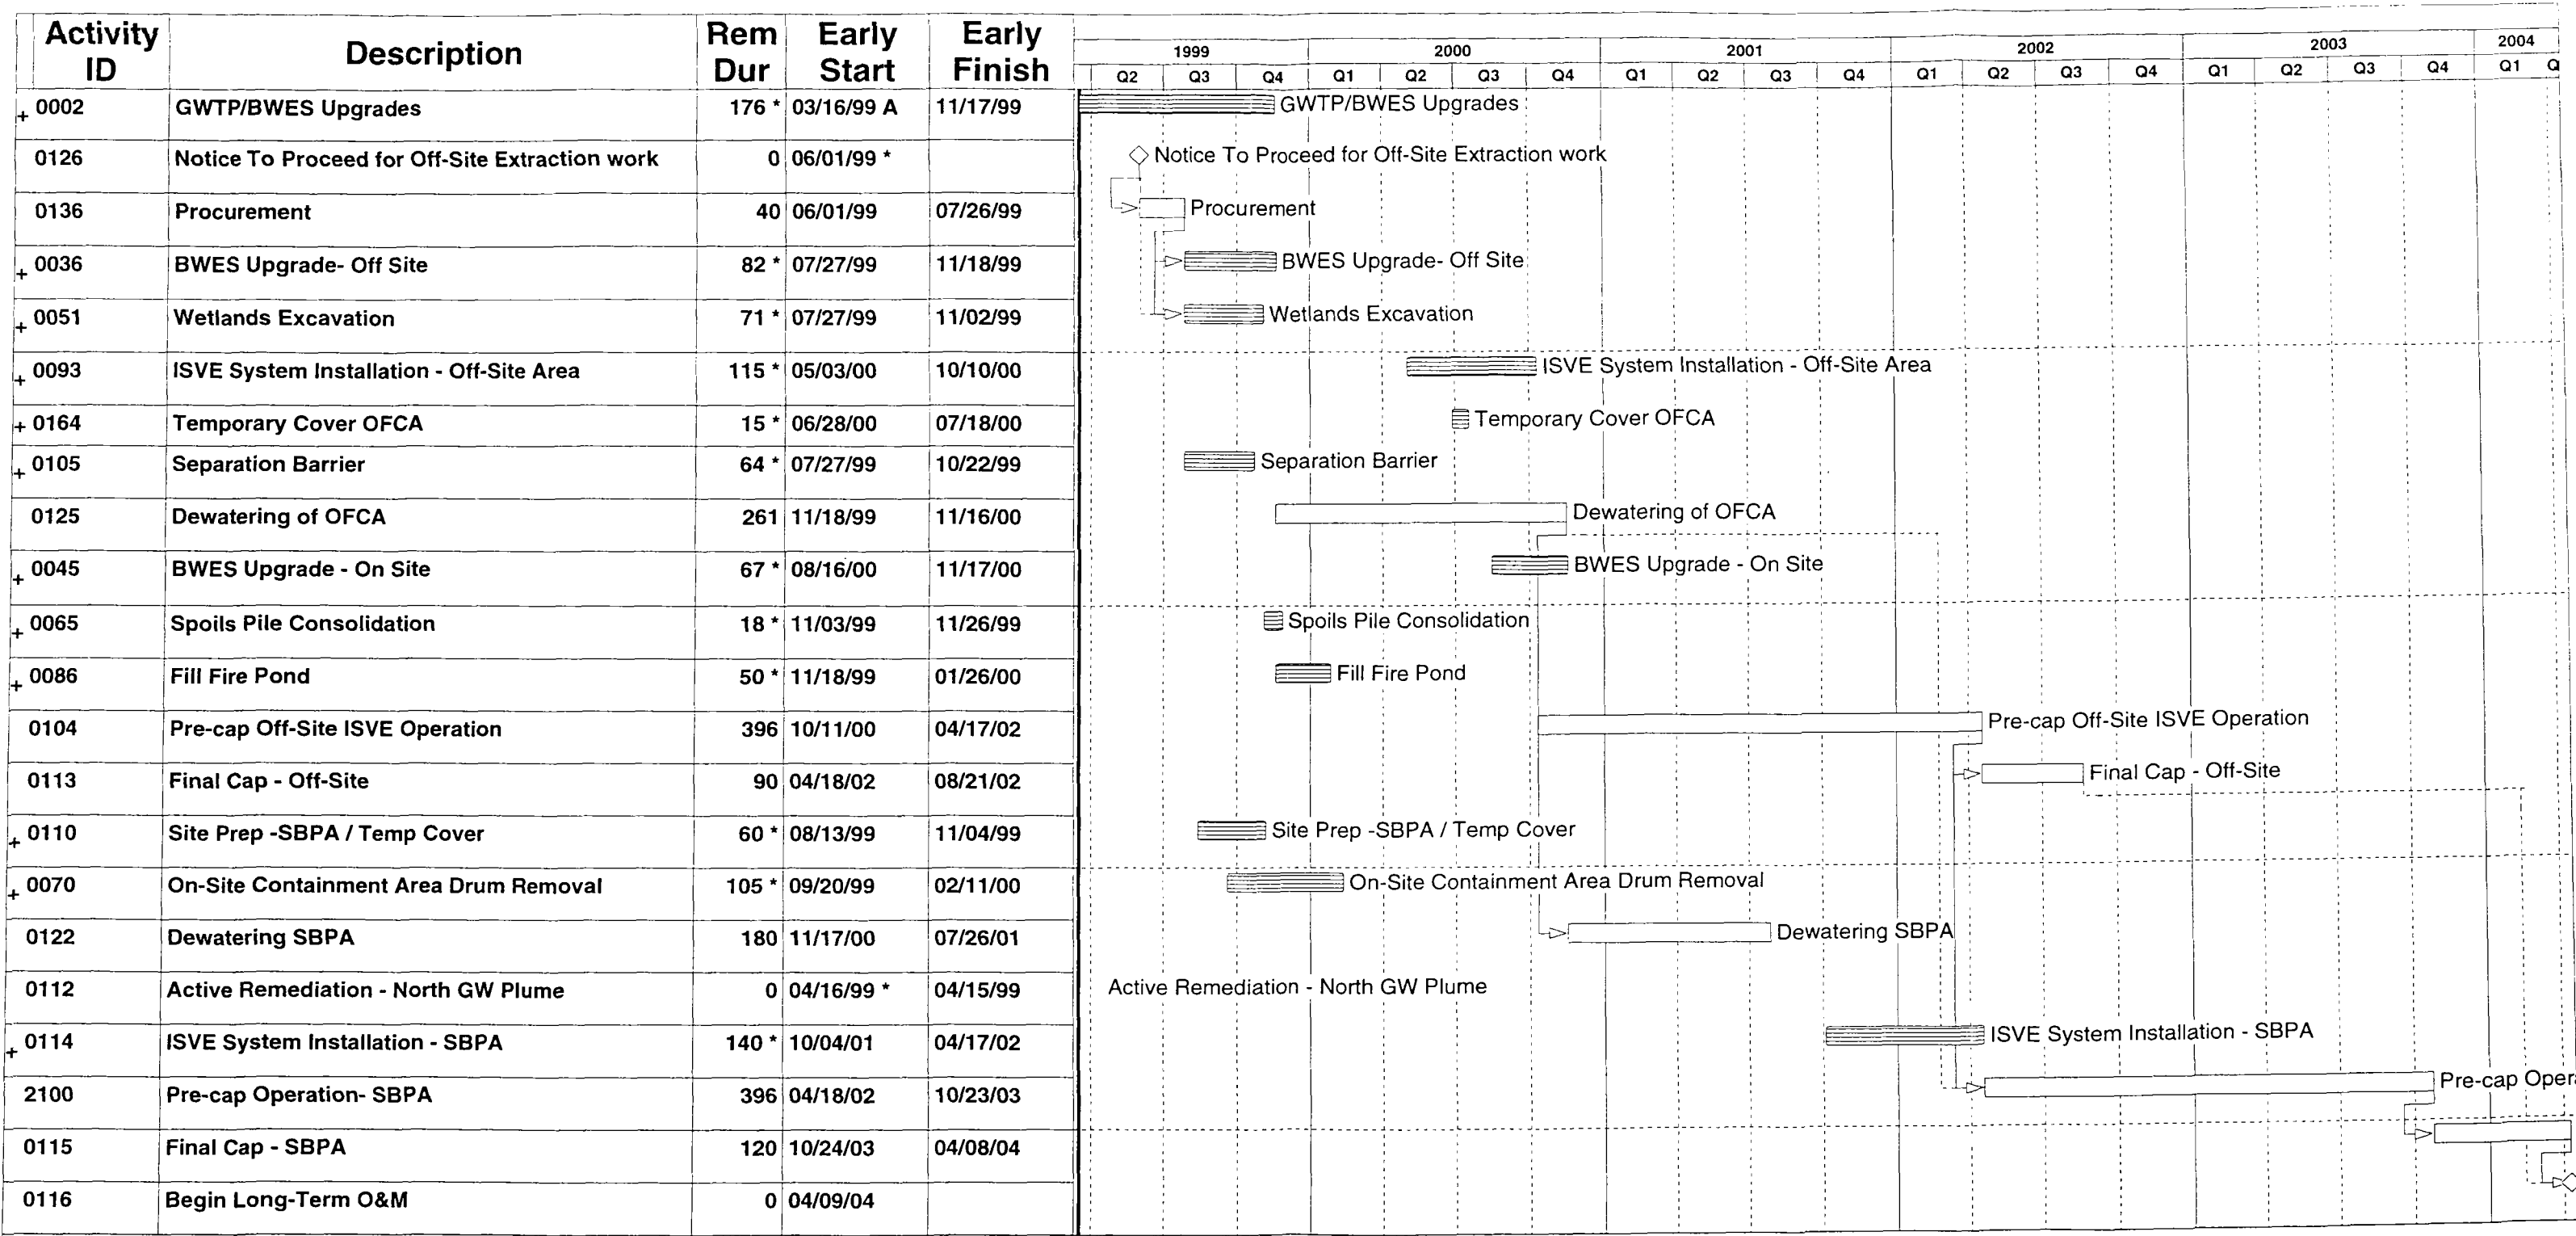 Activity ID Description Rem Dur Early Start Early Finish
1999 2000 2001 2002 2003 2004
Q2 Q3 Q4 Q1 Q2 Q3 Q4 Q1 Q2 Q3 Q4 Q1 Q2 Q3 Q4 Q1 Q2 Q3 Q4 Q1 Q
+ 0002 GWTP/BWES Upgrades 176 * 03/16/99 A 11/17/99 GWTP/BWES Upgrades
0126 Notice To Proceed for Off-Site Extraction work 0 06/01/99 * Notice To Proceed for Off-Site Extraction work
0136 Procurement 40 06/01/99 07/26/99 Procurement
+ 0036 BWES Upgrade- Off Site 82 * 07/27/99 11/18/99 BWES Upgrade- Off Site
+ 0051 Wetlands Excavation 71 * 07/27/99 11/02/99 Wetlands Excavation
+ 0093 ISVE System Installation - Off-Site Area 115 * 05/03/00 10/10/00 ISVE System Installation - Off-Site Area
+ 0164 Temporary Cover OFCA 15 * 06/28/00 07/18/00 Temporary Cover OFCA
+ 0105 Separation Barrier 64 * 07/27/99 10/22/99 Separation Barrier
0125 Dewatering of OFCA 261 11/18/99 11/16/00 Dewatering of OFCA
+ 0045 BWES Upgrade - On Site 67 * 08/16/00 11/17/00 BWES Upgrade - On Site
+ 0065 Spoils Pile Consolidation 18 * 11/03/99 11/26/99 Spoils Pile Consolidation
+ 0086 Fill Fire Pond 50 * 11/18/99 01/26/00 Fill Fire Pond
0104 Pre-cap Off-Site ISVE Operation 396 10/11/00 04/17/02 Pre-cap Off-Site ISVE Operation
0113 Final Cap - Off-Site 90 04/18/02 08/21/02 Final Cap - Off-Site
+ 0110 Site Prep -SBPA / Temp Cover 60 * 08/13/99 11/04/99 Site Prep -SBPA / Temp Cover
+ 0070 On-Site Containment Area Drum Removal 105 * 09/20/99 02/11/00 On-Site Containment Area Drum Removal
0122 Dewatering SBPA 180 11/17/00 07/26/01 Dewatering SBPA
0112 Active Remediation - North GW Plume 0 04/16/99 * 04/15/99 Active Remediation - North GW Plume
+ 0114 ISVE System Installation - SBPA 140 * 10/04/01 04/17/02 ISVE System Installation - SBPA
2100 Pre-cap Operation- SBPA 396 04/18/02 10/23/03 Pre-cap Oper
0115 Final Cap - SBPA 120 10/24/03 04/08/04
0116 Begin Long-Term O&M 0 04/09/04